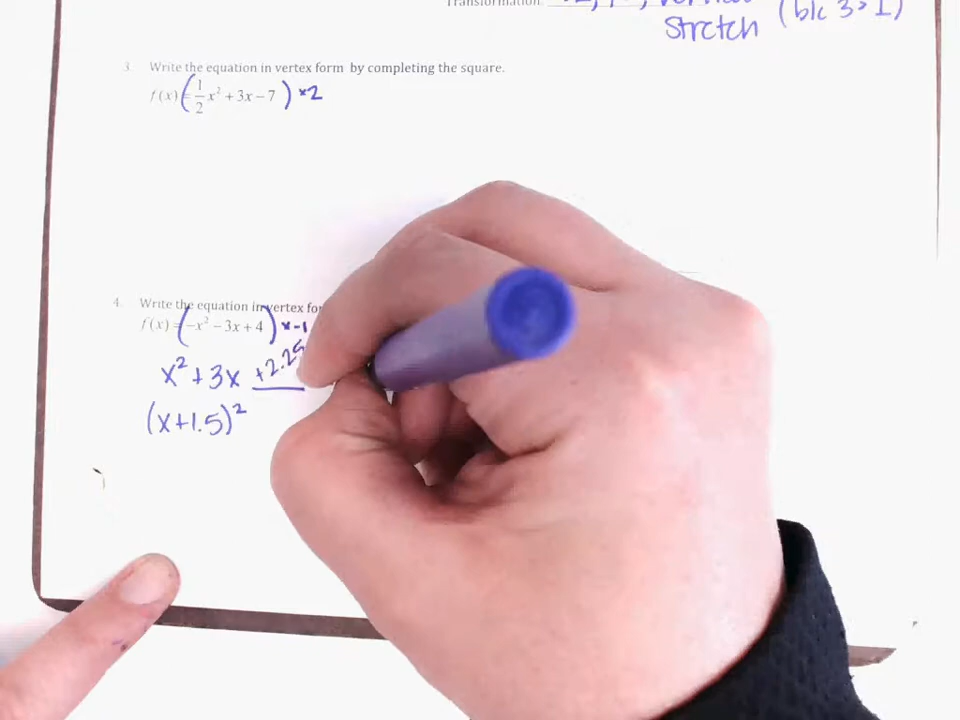 Transformation
Stretch (b/c 3>1)
3. Write the equation in vertex form by completing the square.
f(x)=(1/2x² + 3x − 7) ×2
4. Write the equation in vertex
f(x) = (−x² − 3x + 4) ×−1
x² + 3x +2.25
(x+1.5)²